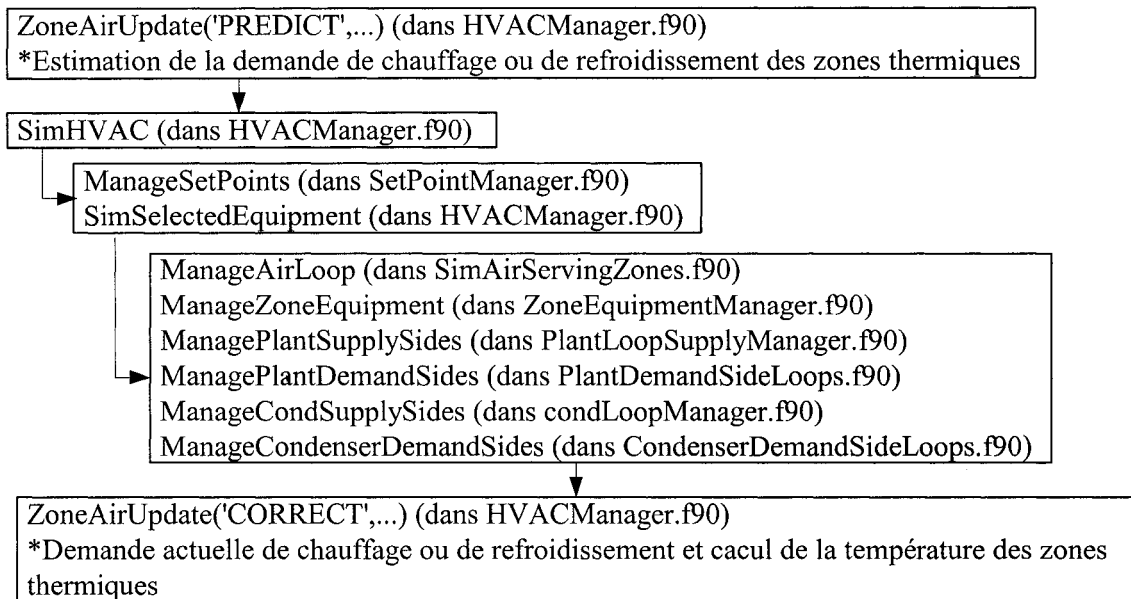 ZoneAirUpdate('PREDICT',...) (dans HVACManager.f90)
*Estimation de la demande de chauffage ou de refroidissement des zones thermiques
SimHVAC (dans HVACManager.f90)
ManageSetPoints (dans SetPointManager.f90)
SimSelectedEquipment (dans HVACManager.f90)
ManageAirLoop (dans SimAirServingZones.f90)
ManageZoneEquipment (dans ZoneEquipmentManager.f90)
ManagePlantSupplySides (dans PlantLoopSupplyManager.f90)
ManagePlantDemandSides (dans PlantDemandSideLoops.f90)
ManageCondSupplySides (dans condLoopManager.f90)
ManageCondenserDemandSides (dans CondenserDemandSideLoops.f90)
ZoneAirUpdate('CORRECT',...) (dans HVACManager.f90)
*Demande actuelle de chauffage ou de refroidissement et cacul de la température des zones
thermiques